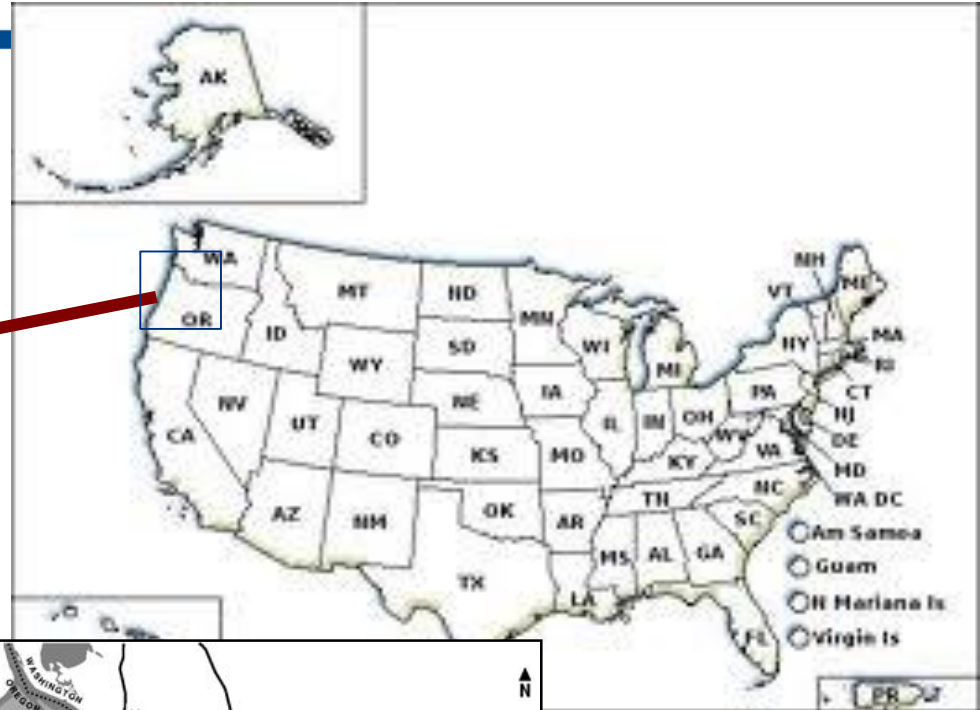 AK
WA
OR
MT
ID
ND
SD
MN
WI
MI
WY
NE
IA
NV
UT
CO
KS
MO
IL
IN
OH
PA
NY
VT
NH
ME
MA
RI
CT
NJ
DE
MD
WA DC
WV
VA
KY
NC
TN
SC
CA
AZ
NM
OK
AR
MS
AL
GA
TX
LA
FL
Am Samoa
Guam
N Mariana Is
Virgin Is
PR
WASHINGTON
OREGON
N